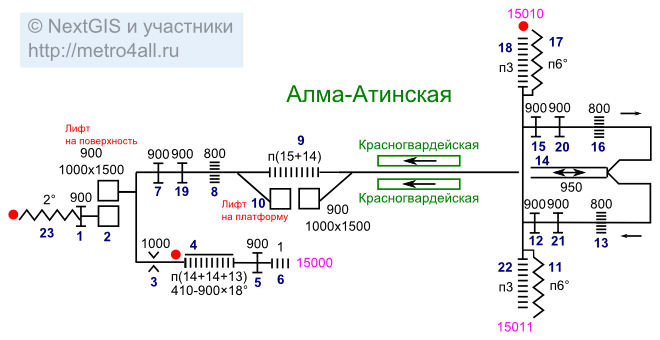 © NextGIS и участники
http://metro4all.ru
15010
18
17
п3
п6°
Алма-Атинская
Лифт
на поверхность
900
1000x1500
900
900
800
7
19
8
9
п(15+14)
Красногвардейская
Красногвардейская
10
Лифт
на платформу
900
1000x1500
900
900
800
15
20
16
14
950
2°
900
23
1
2
1000
3
4
п(14+14+13)
410-900×18°
900
5
1
6
15000
900
900
800
12
21
13
22
11
п3
п6°
15011